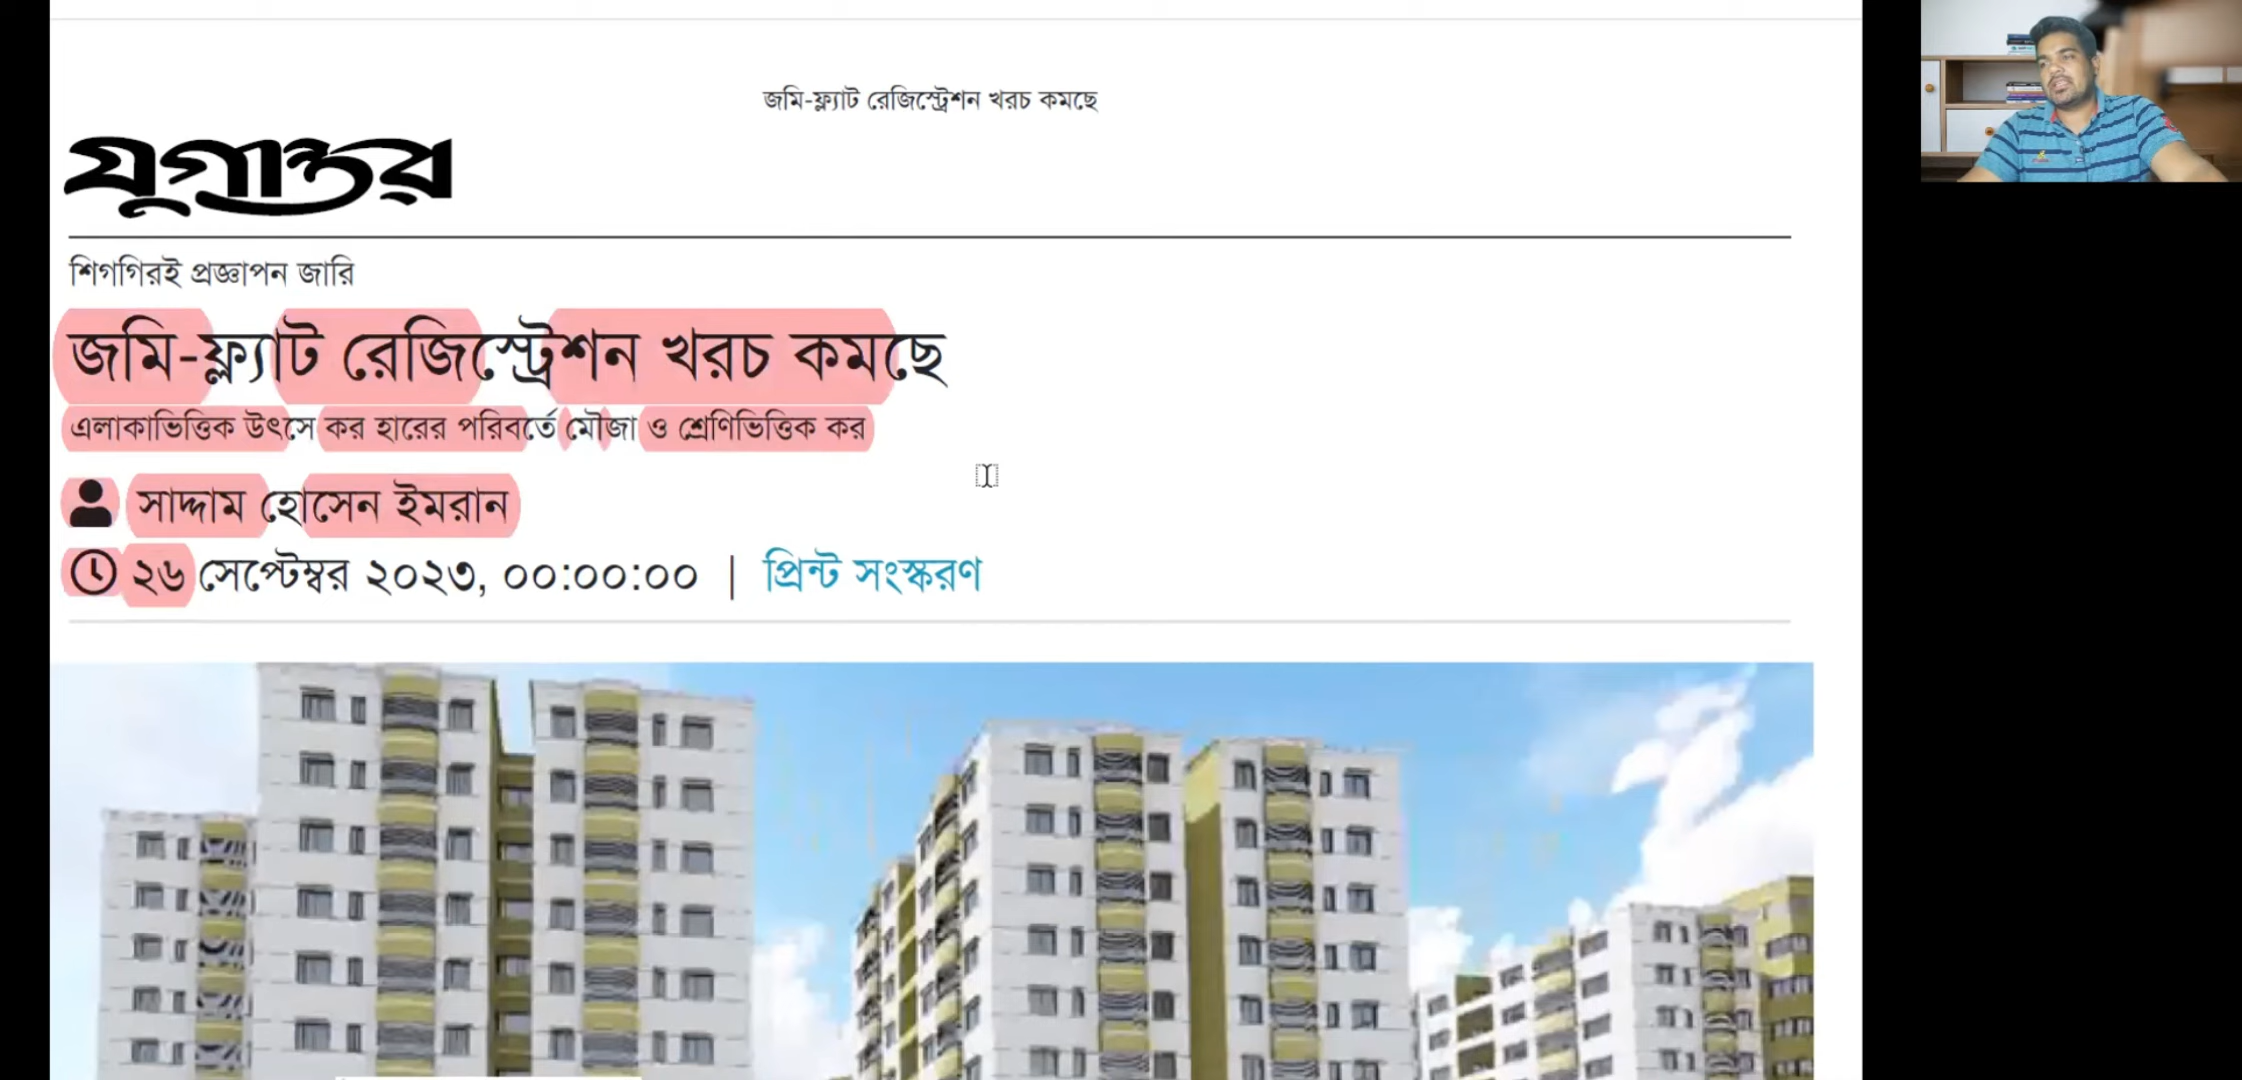 জমি-ফ্ল্যাট রেজিস্ট্রেশন খরচ কমছে
যুগান্তর
শিগগিরই প্রজ্ঞাপন জারি
জমি-ফ্ল্যাট রেজিস্ট্রেশন খরচ কমছে
এলাকাভিত্তিক উৎসে কর হারের পরিবর্তে মৌজা ও শ্রেণিভিত্তিক কর
সাদ্দাম হোসেন ইমরান
২৬ সেপ্টেম্বর ২০২৩, ০০:০০:০০ | প্রিন্ট সংস্করণ